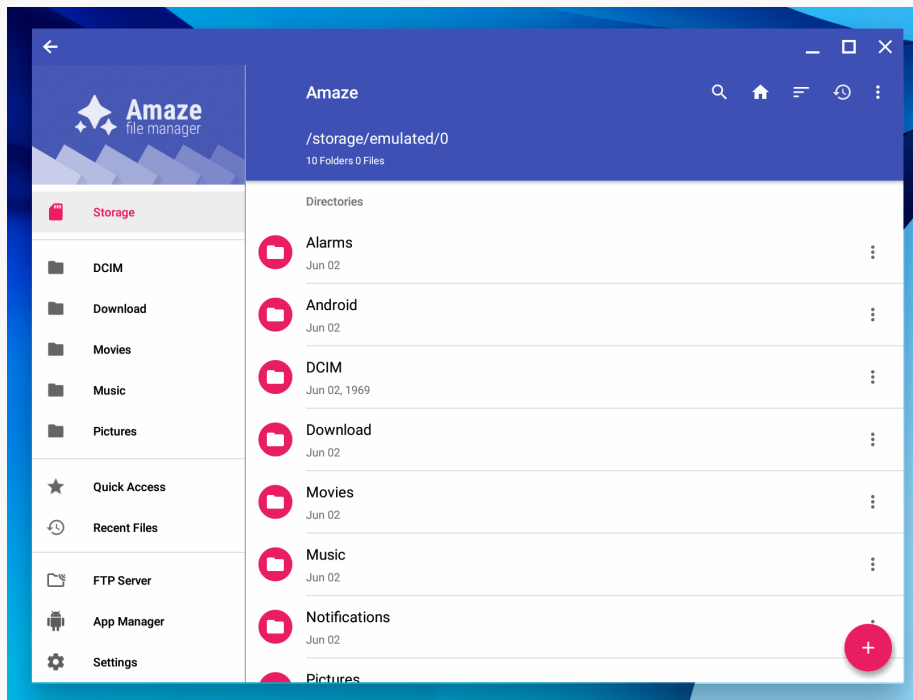 Amaze
file manager
Storage
DCIM
Download
Movies
Music
Pictures
Quick Access
Recent Files
FTP Server
App Manager
Settings
Amaze
/storage/emulated/0
10 Folders 0 Files
Directories
Alarms
Jun 02
Android
Jun 02
DCIM
Jun 02, 1969
Download
Jun 02
Movies
Jun 02
Music
Jun 02
Notifications
Jun 02
Pictures